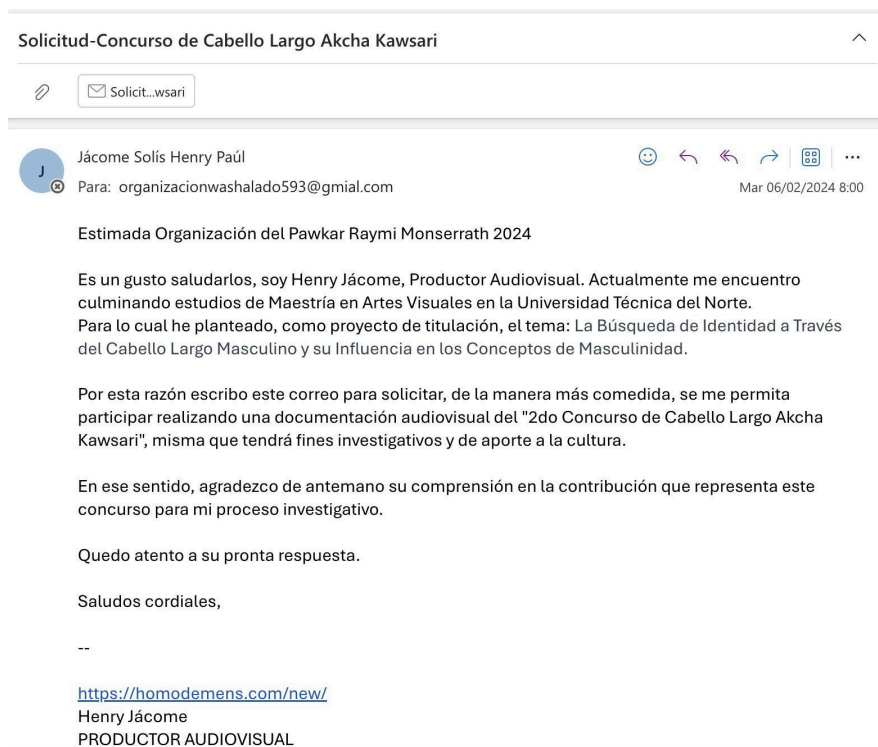 Solicitud-Concurso de Cabello Largo Akcha Kawsari
Solicit...wsari
J
Jácome Solís Henry Paúl
Para: organizacionwashalado593@gmial.com
Mar 06/02/2024 8:00
Estimada Organización del Pawkar Raymi Monserrath 2024
Es un gusto saludarlos, soy Henry Jácome, Productor Audiovisual. Actualmente me encuentro
culminando estudios de Maestría en Artes Visuales en la Universidad Técnica del Norte.
Para lo cual he planteado, como proyecto de titulación, el tema: La Búsqueda de Identidad a Través
del Cabello Largo Masculino y su Influencia en los Conceptos de Masculinidad.
Por esta razón escribo este correo para solicitar, de la manera más comedida, se me permita
participar realizando una documentación audiovisual del "2do Concurso de Cabello Largo Akcha
Kawsari", misma que tendrá fines investigativos y de aporte a la cultura.
En ese sentido, agradezco de antemano su comprensión en la contribución que representa este
concurso para mi proceso investigativo.
Quedo atento a su pronta respuesta.
Saludos cordiales,
--
https://homodemens.com/new/
Henry Jácome
PRODUCTOR AUDIOVISUAL